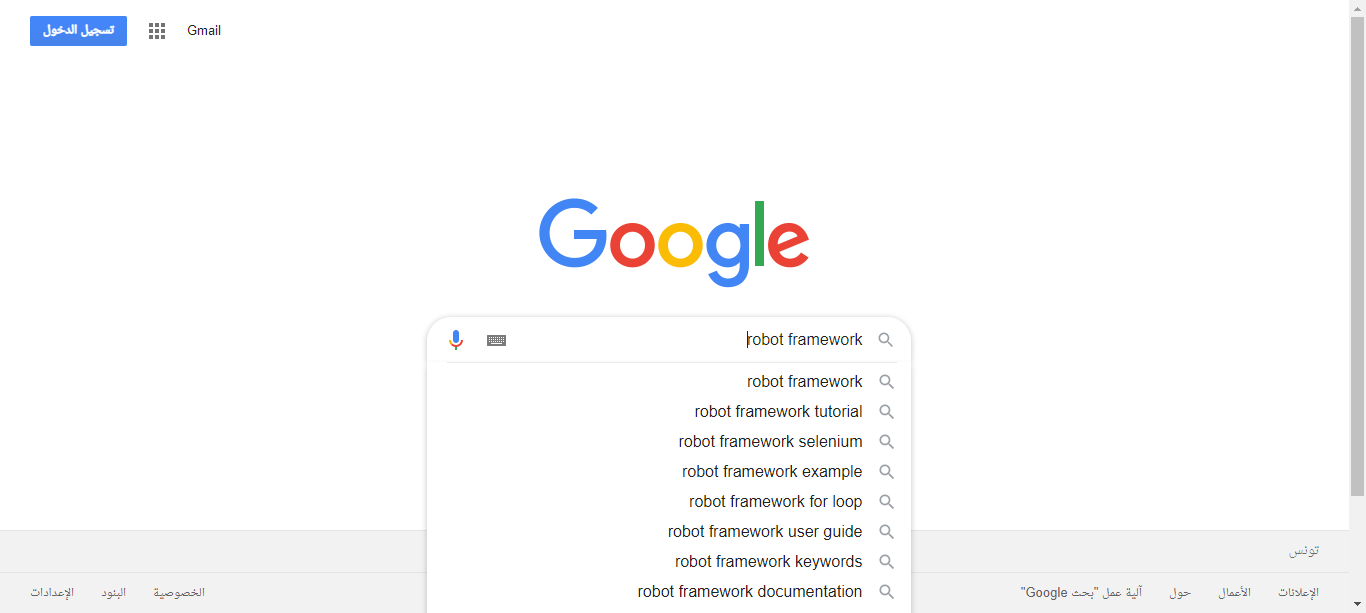 تسجيل الدخول
Gmail
Google
robot framework
robot framework
robot framework tutorial
robot framework selenium
robot framework example
robot framework for loop
robot framework user guide
robot framework keywords
robot framework documentation
تونس
الإعلانات
الأعمال
حول
آلية عمل "بحث Google"
الخصوصية
البنود
الإعدادات